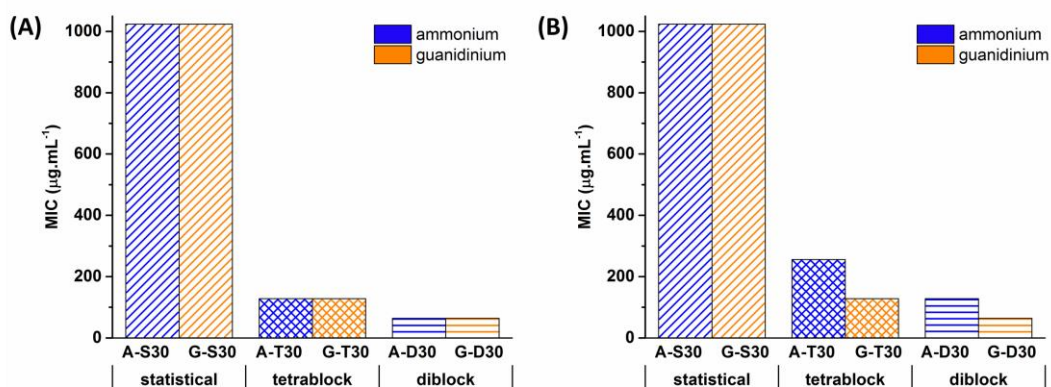 (A)
MIC (µg.mL⁻¹)
1000
800
600
400
200
0
ammonium
guanidinium
A-S30 G-S30 A-T30 G-T30 A-D30 G-D30
statistical tetrablock diblock
(B)
MIC (µg.mL⁻¹)
1000
800
600
400
200
0
ammonium
guanidinium
A-S30 G-S30 A-T30 G-T30 A-D30 G-D30
statistical tetrablock diblock